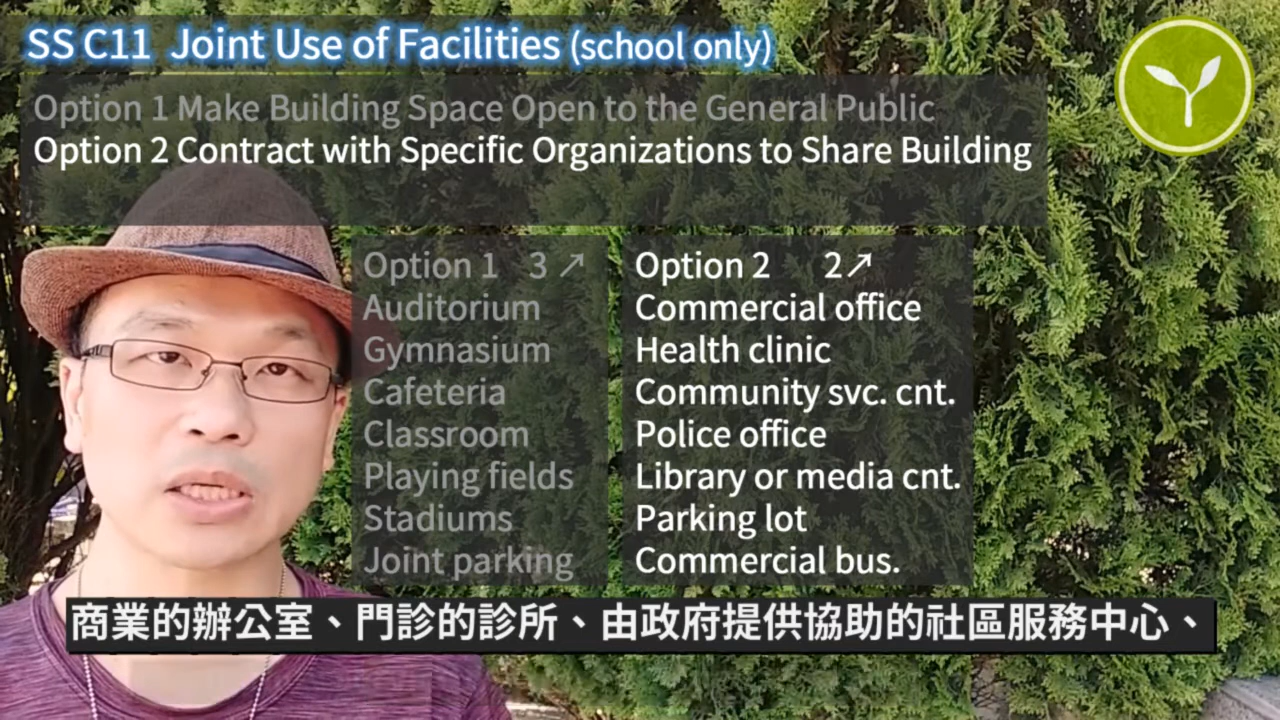 SS C11 Joint Use of Facilities (school only)
Option 1 Make Building Space Open to the General Public
Option 2 Contract with Specific Organizations to Share Building
Option 1 3 ↗
Auditorium
Gymnasium
Cafeteria
Classroom
Playing fields
Stadiums
Joint parking
Option 2 2↗
Commercial office
Health clinic
Community svc. cnt.
Police office
Library or media cnt.
Parking lot
Commercial bus.
商業的辦公室、門診的診所、由政府提供協助的社區服務中心、